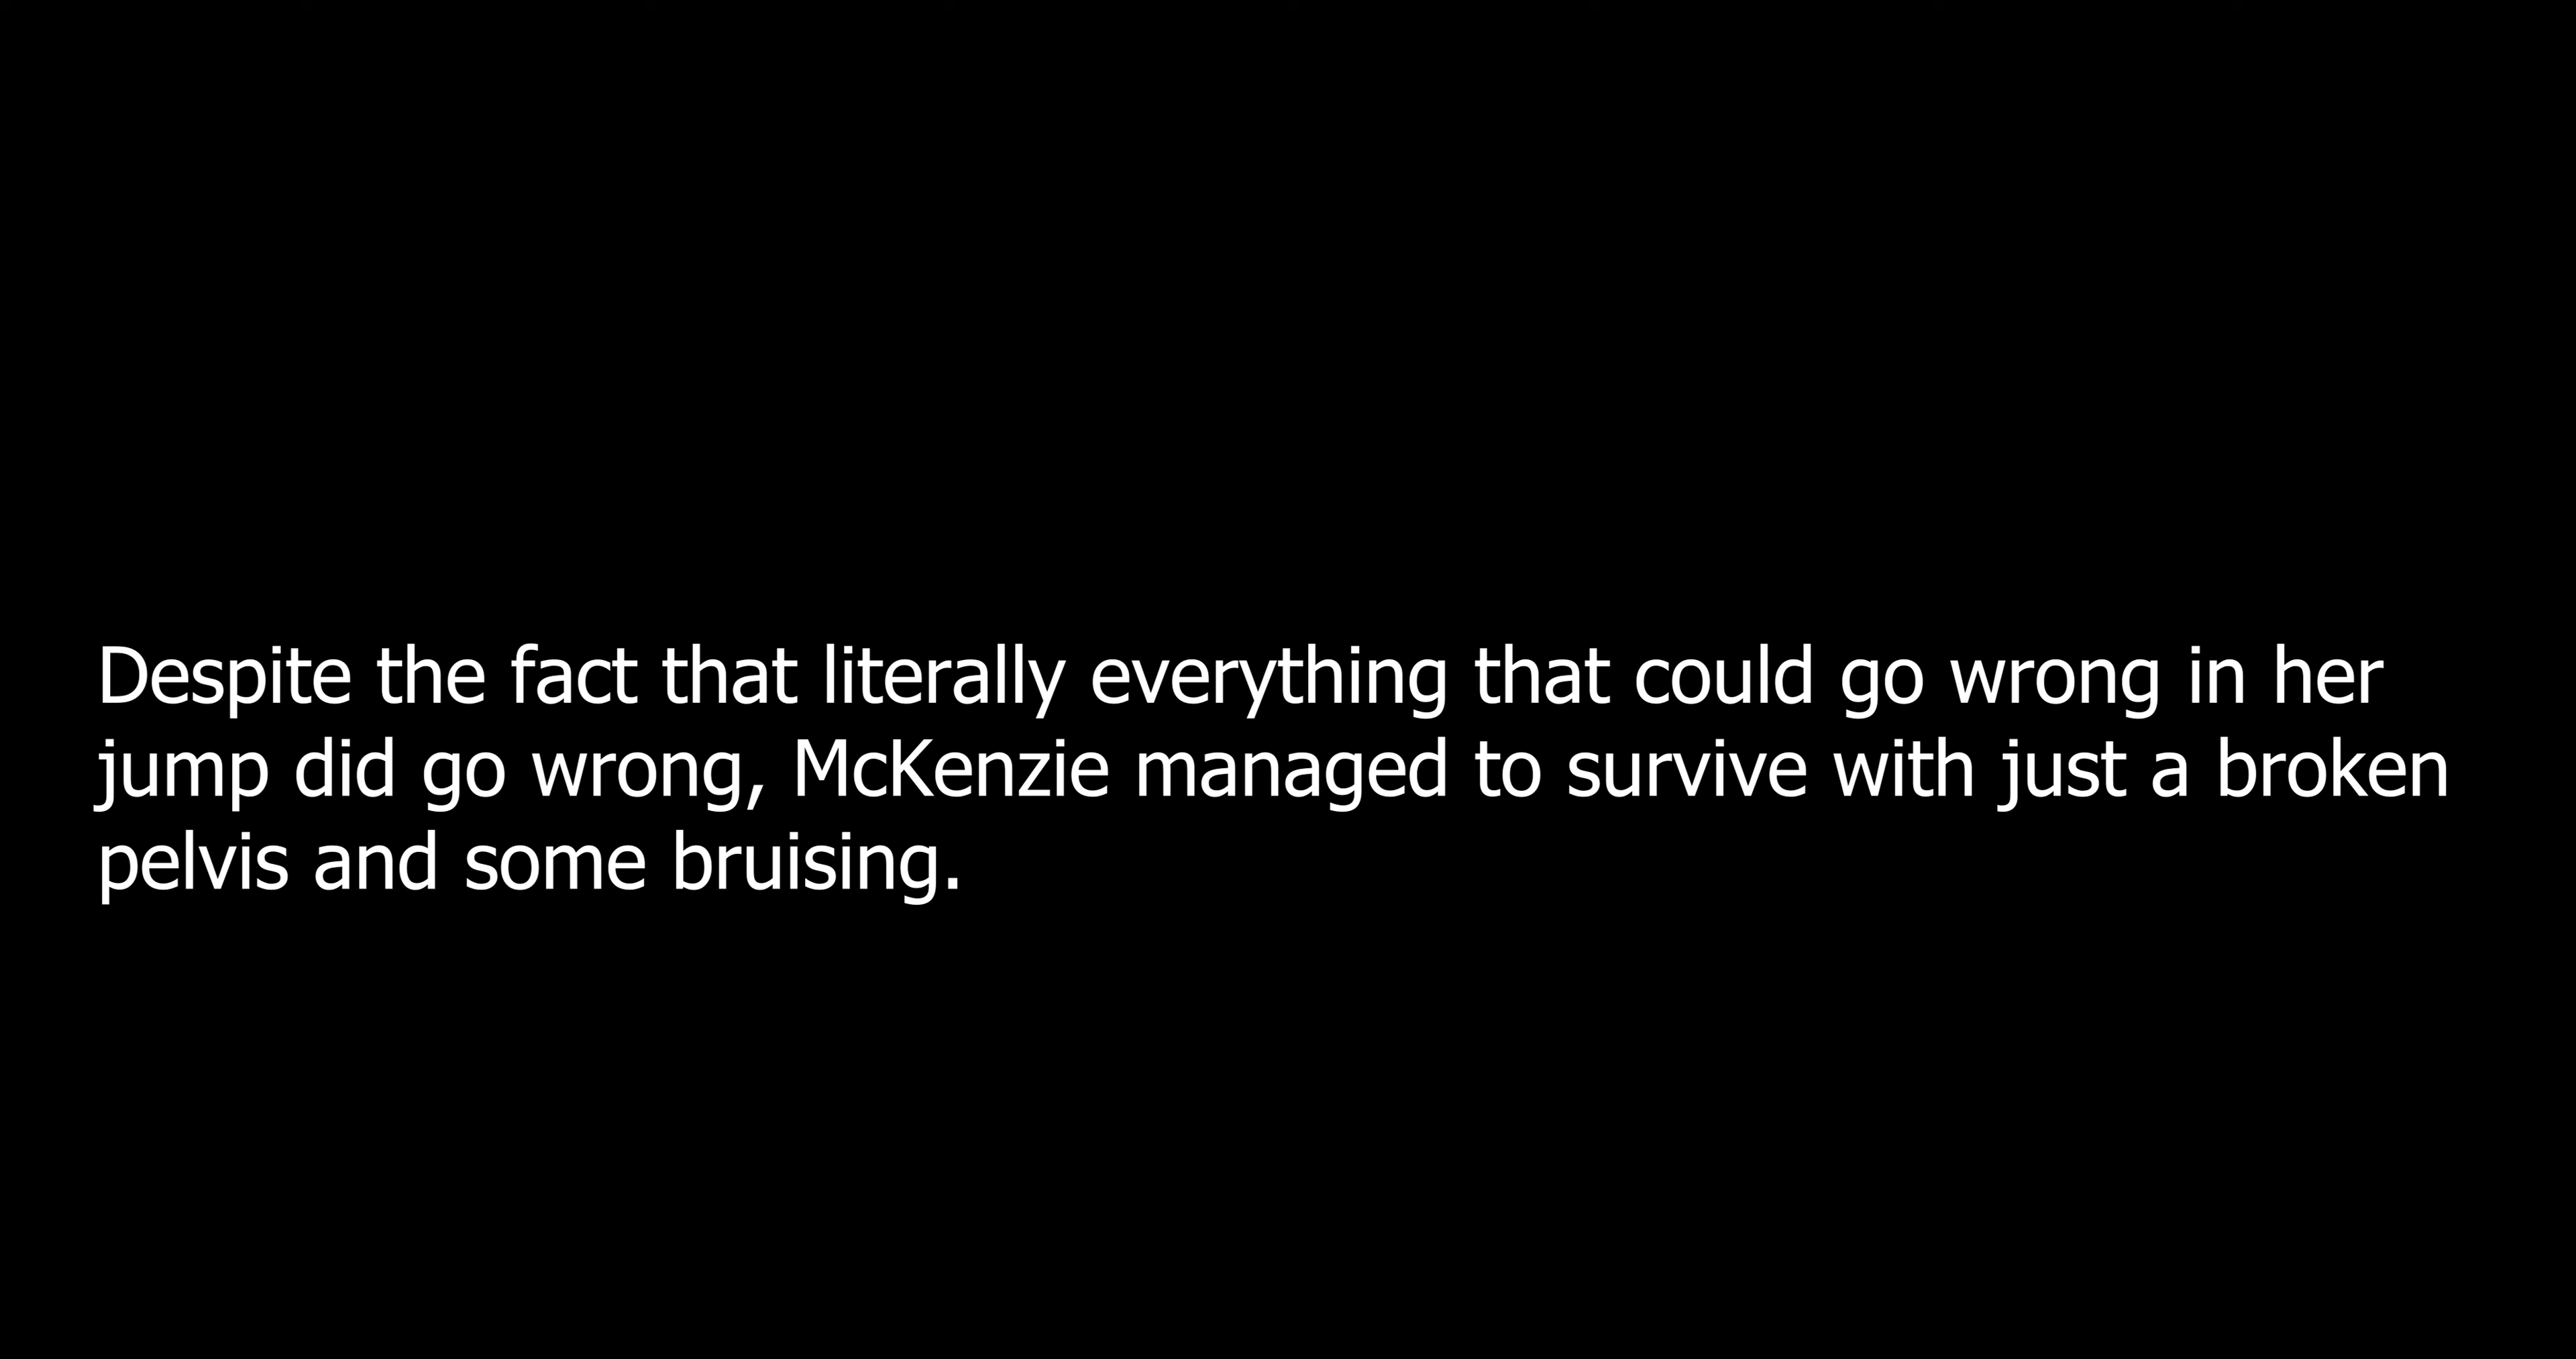 Despite the fact that literally everything that could go wrong in her
jump did go wrong, McKenzie managed to survive with just a broken
pelvis and some bruising.